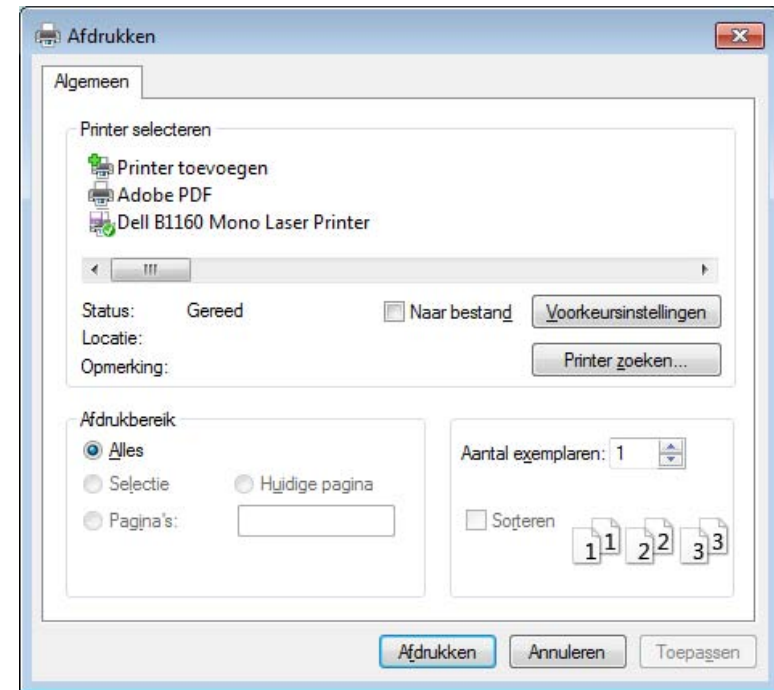 Afdrukken
Algemeen
Printer selecteren
Printer toevoegen
Adobe PDF
Dell B1160 Mono Laser Printer
Status: Gereed
Naar bestand
Voorkeursinstellingen
Locatie:
Opmerking:
Printer zoeken...
Afdrukbereik
Alles
Selectie
Huidige pagina
Pagina's:
Aantal exemplaren: 1
Sorteren
1 1 2 2 3 3
Afdrukken
Annuleren
Toepassen